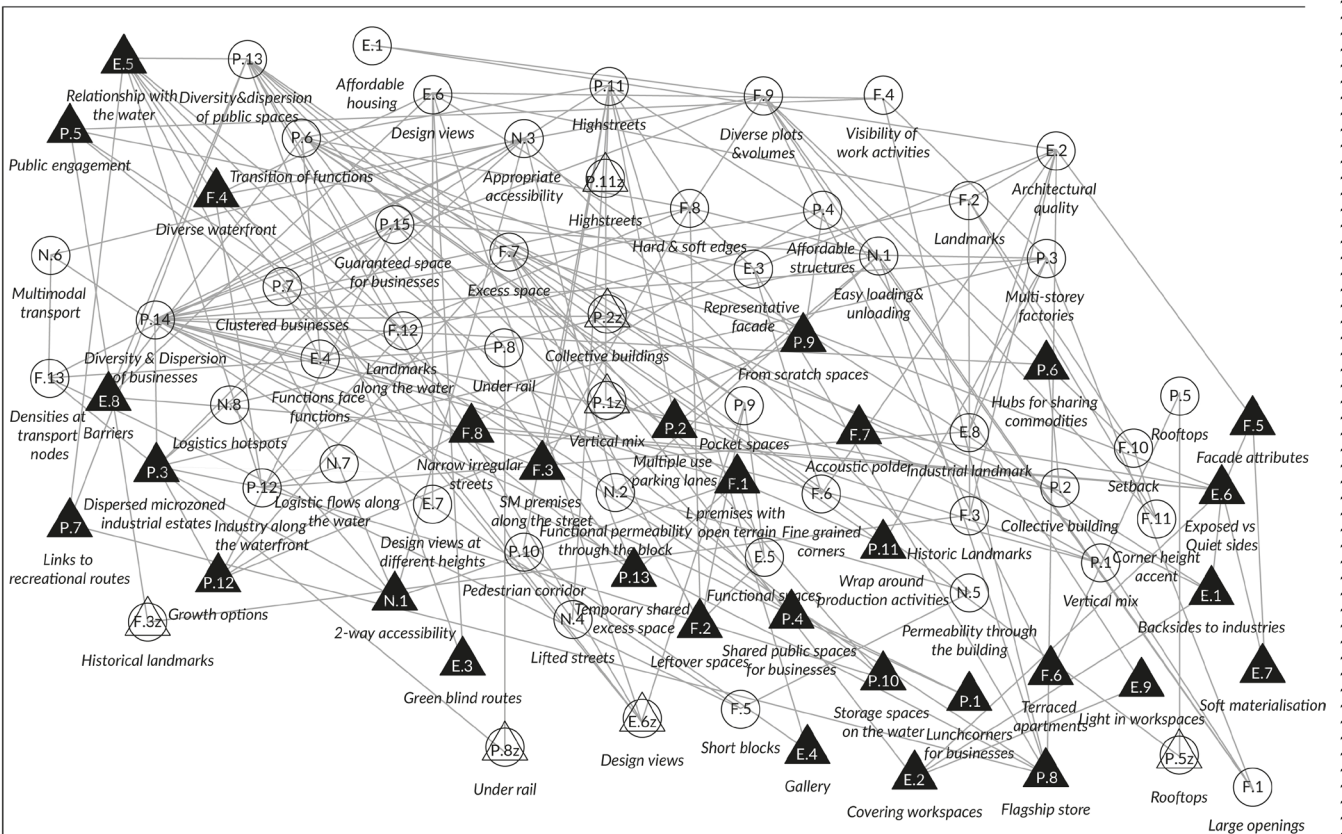 E.5
Relationship with
the water
P.13
Diversity&dispersion
of public spaces
E.1
Affordable
housing
E.6
Design views
P.11
Highstreets
F.9
Diverse plots
&volumes
F.4
Visibility of
work activities
P.5
Public engagement
P.6
Transition of functions
N.3
Appropriate
accessibility
E.2
Architectural
quality
F.4
Diverse waterfront
P.11z
Highstreets
F.8
Hard & soft edges
P.4
Affordable
structures
F.2
Landmarks
P.15
Guaranteed space
for businesses
F.7
Excess space
E.3
Representative
facade
N.1
Easy loading&
unloading
P.3
Multi-storey
factories
N.6
Multimodal
transport
P.7
Clustered businesses
P.14
Diversity & Dispersion
of businesses
F.12
Landmarks
along the water
P.2z
Collective buildings
P.9
From scratch spaces
E.4
Functions face
functions
P.8
Under rail
P.6
Hubs for sharing
commodities
F.13
Densities at
transport
nodes
E.8
Barriers
N.8
Logistics hotspots
P.1z
Vertical mix
P.2
Multiple use
parking lanes
P.9
Pocket spaces
P.5
Rooftops
F.5
Facade attributes
F.8
Narrow irregular
streets
F.7
Accoustic polder
E.8
Industrial landmark
F.10
Setback
P.3
Dispersed microzoned
industrial estates
N.7
Logistic flows along
the water
F.3
SM premises
along the street
F.1
L premises with
open terrain
P.12
Industry along
the waterfront
E.7
Design views at
different heights
N.2
Functional permeability
through the block
F.6
Fine grained
corners
P.2
Collective building
E.6
Exposed vs
Quiet sides
P.7
Links to
recreational routes
F.3
Historic Landmarks
F.11
Corner height
accent
P.10
Pedestrian corridor
P.13
Temporary shared
excess space
E.5
Functional spaces
P.11
Wrap around
production activities
P.1
Vertical mix
P.12
Growth options
N.1
2-way accessibility
N.5
Permeability through
the building
E.1
Backsides to industries
F.3z
Historical landmarks
N.4
Lifted streets
F.2
Leftover spaces
P.4
Shared public spaces
for businesses
E.3
Green blind routes
P.10
Storage spaces
on the water
P.1
Lunchcorners
for businesses
F.6
Terraced
apartments
E.9
Light in workspaces
E.7
Soft materialisation
P.8z
Under rail
E.6z
Design views
F.5
Short blocks
E.4
Gallery
E.2
Covering workspaces
P.8
Flagship store
P.5z
Rooftops
F.1
Large openings